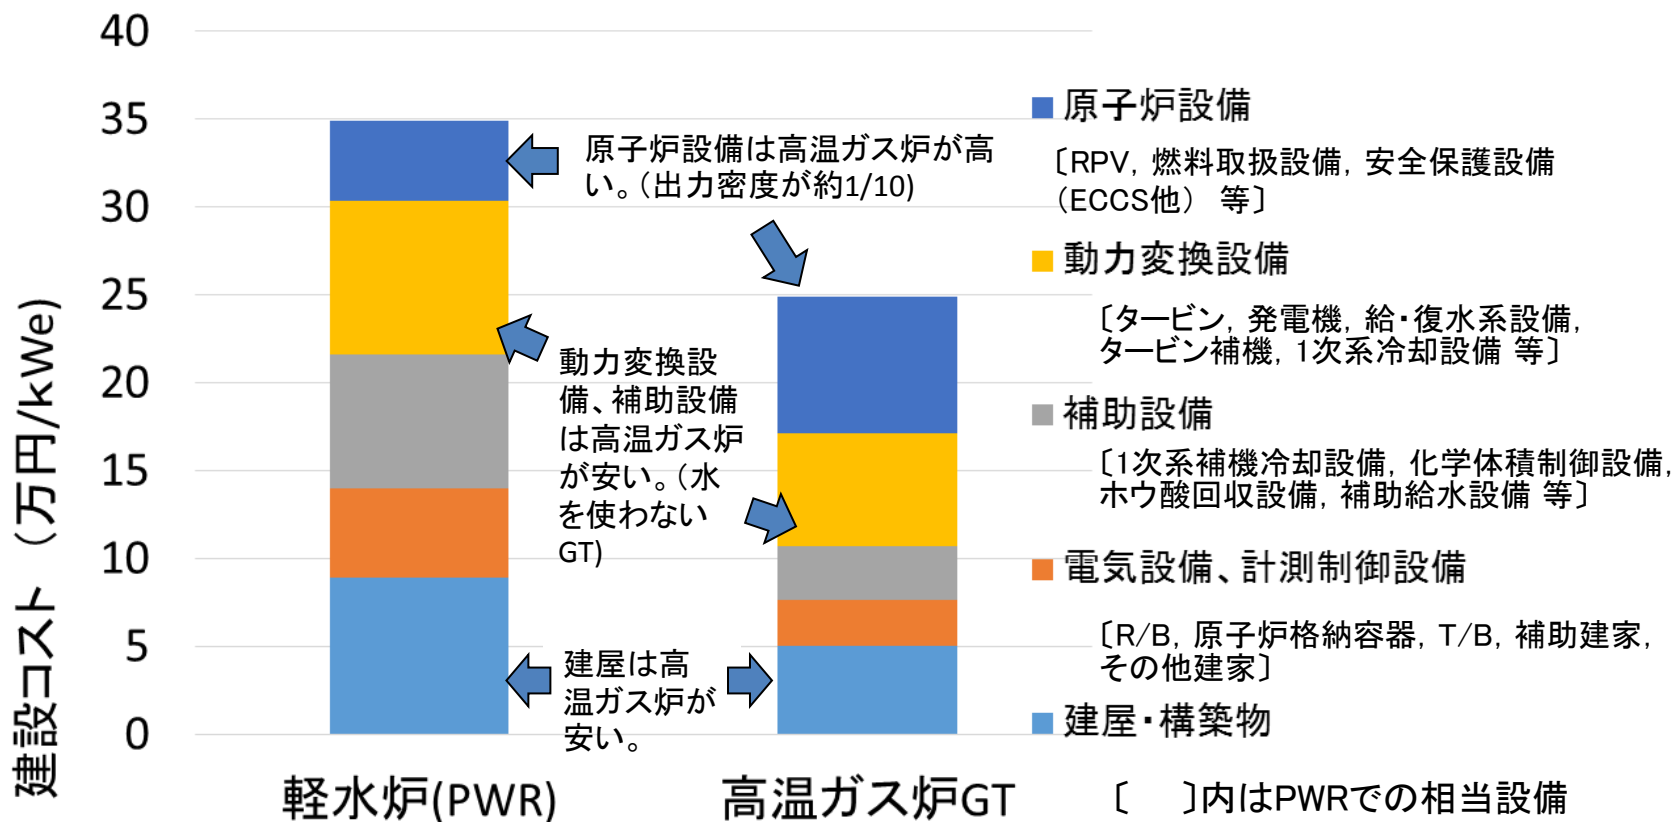 建設コスト（万円/kWe)
40
35
30
25
20
15
10
5
0
原子炉設備は高温ガス炉が高
い。（出力密度が約1/10)
動力変換設
備、補助設備
は高温ガス炉
が安い。（水
を使わない
GT)
建屋は高
温ガス炉が
安い。
軽水炉(PWR)
高温ガス炉GT
原子炉設備
〔RPV, 燃料取扱設備, 安全保護設備
（ECCS他） 等〕
動力変換設備
〔タービン, 発電機, 給・復水系設備,
タービン補機, 1次系冷却設備 等〕
補助設備
〔1次系補機冷却設備, 化学体積制御設備,
ホウ酸回収設備, 補助給水設備 等〕
電気設備、計測制御設備
〔R/B, 原子炉格納容器, T/B, 補助建家,
その他建家〕
建屋・構築物
〔　〕内はPWRでの相当設備